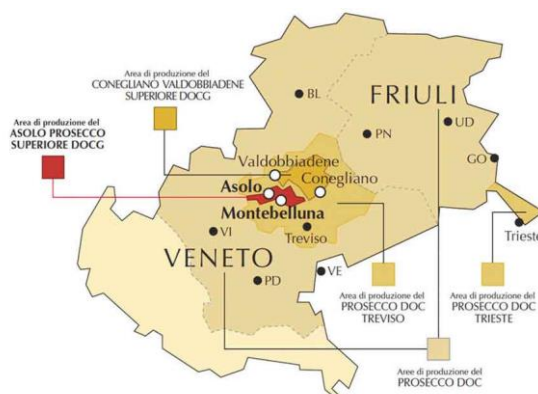 Area di produzione del
CONEGLIANO VALDOBBIADENE
SUPERIORE DOCG
Area di produzione del
ASOLO PROSECCO
SUPERIORE DOCG
BL
FRIULI
UD
PN
GO
Valdobbiadene
Conegliano
Asolo
Montebelluna
Treviso
Trieste
VI
VENETO
VE
PD
Area di produzione del
PROSECCO DOC
TREVISO
Area di produzione del
PROSECCO DOC
TRIESTE
Aree di produzione del
PROSECCO DOC